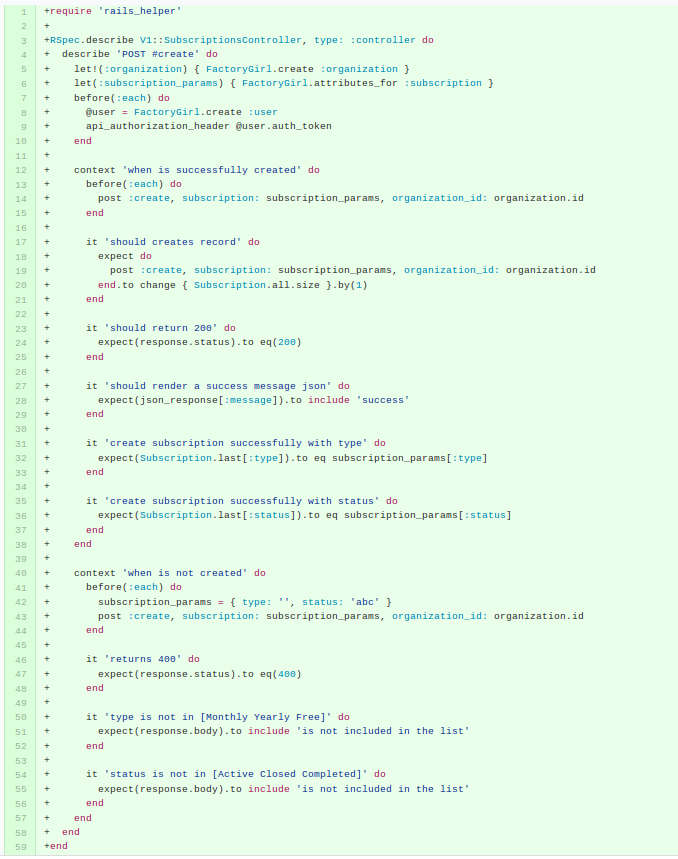 1 +require 'rails_helper'
2 +
3 +RSpec.describe V1::SubscriptionsController, type: :controller do
4 +  describe 'POST #create' do
5 +    let!(:organization) { FactoryGirl.create :organization }
6 +    let(:subscription_params) { FactoryGirl.attributes_for :subscription }
7 +    before(:each) do
8 +      @user = FactoryGirl.create :user
9 +      api_authorization_header @user.auth_token
10 +    end
11 +
12 +    context 'when is successfully created' do
13 +      before(:each) do
14 +        post :create, subscription: subscription_params, organization_id: organization.id
15 +      end
16 +
17 +      it 'should creates record' do
18 +        expect do
19 +          post :create, subscription: subscription_params, organization_id: organization.id
20 +        end.to change { Subscription.all.size }.by(1)
21 +      end
22 +
23 +      it 'should return 200' do
24 +        expect(response.status).to eq(200)
25 +      end
26 +
27 +      it 'should render a success message json' do
28 +        expect(json_response[:message]).to include 'success'
29 +      end
30 +
31 +      it 'create subscription successfully with type' do
32 +        expect(Subscription.last[:type]).to eq subscription_params[:type]
33 +      end
34 +
35 +      it 'create subscription successfully with status' do
36 +        expect(Subscription.last[:status]).to eq subscription_params[:status]
37 +      end
38 +    end
39 +
40 +    context 'when is not created' do
41 +      before(:each) do
42 +        subscription_params = { type: '', status: 'abc' }
43 +        post :create, subscription: subscription_params, organization_id: organization.id
44 +      end
45 +
46 +      it 'returns 400' do
47 +        expect(response.status).to eq(400)
48 +      end
49 +
50 +      it 'type is not in [Monthly Yearly Free]' do
51 +        expect(response.body).to include 'is not included in the list'
52 +      end
53 +
54 +      it 'status is not in [Active Closed Completed]' do
55 +        expect(response.body).to include 'is not included in the list'
56 +      end
57 +    end
58 +  end
59 +end